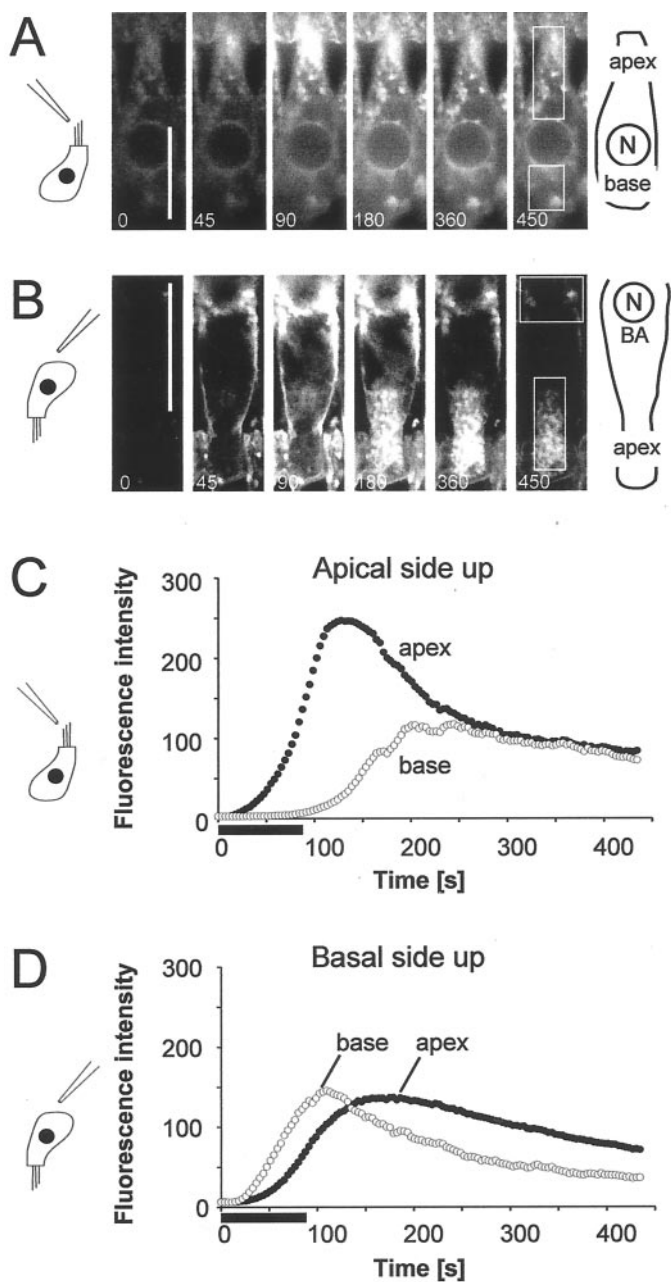 A
0 45 90 180 360 450
apex
N
base
B
0 45 90 180 360 450
N
BA
apex
C
Apical side up
Fluorescence intensity
300
200
100
0
apex
base
0 100 200 300 400
Time [s]
D
Basal side up
Fluorescence intensity
300
200
100
0
base apex
0 100 200 300 400
Time [s]